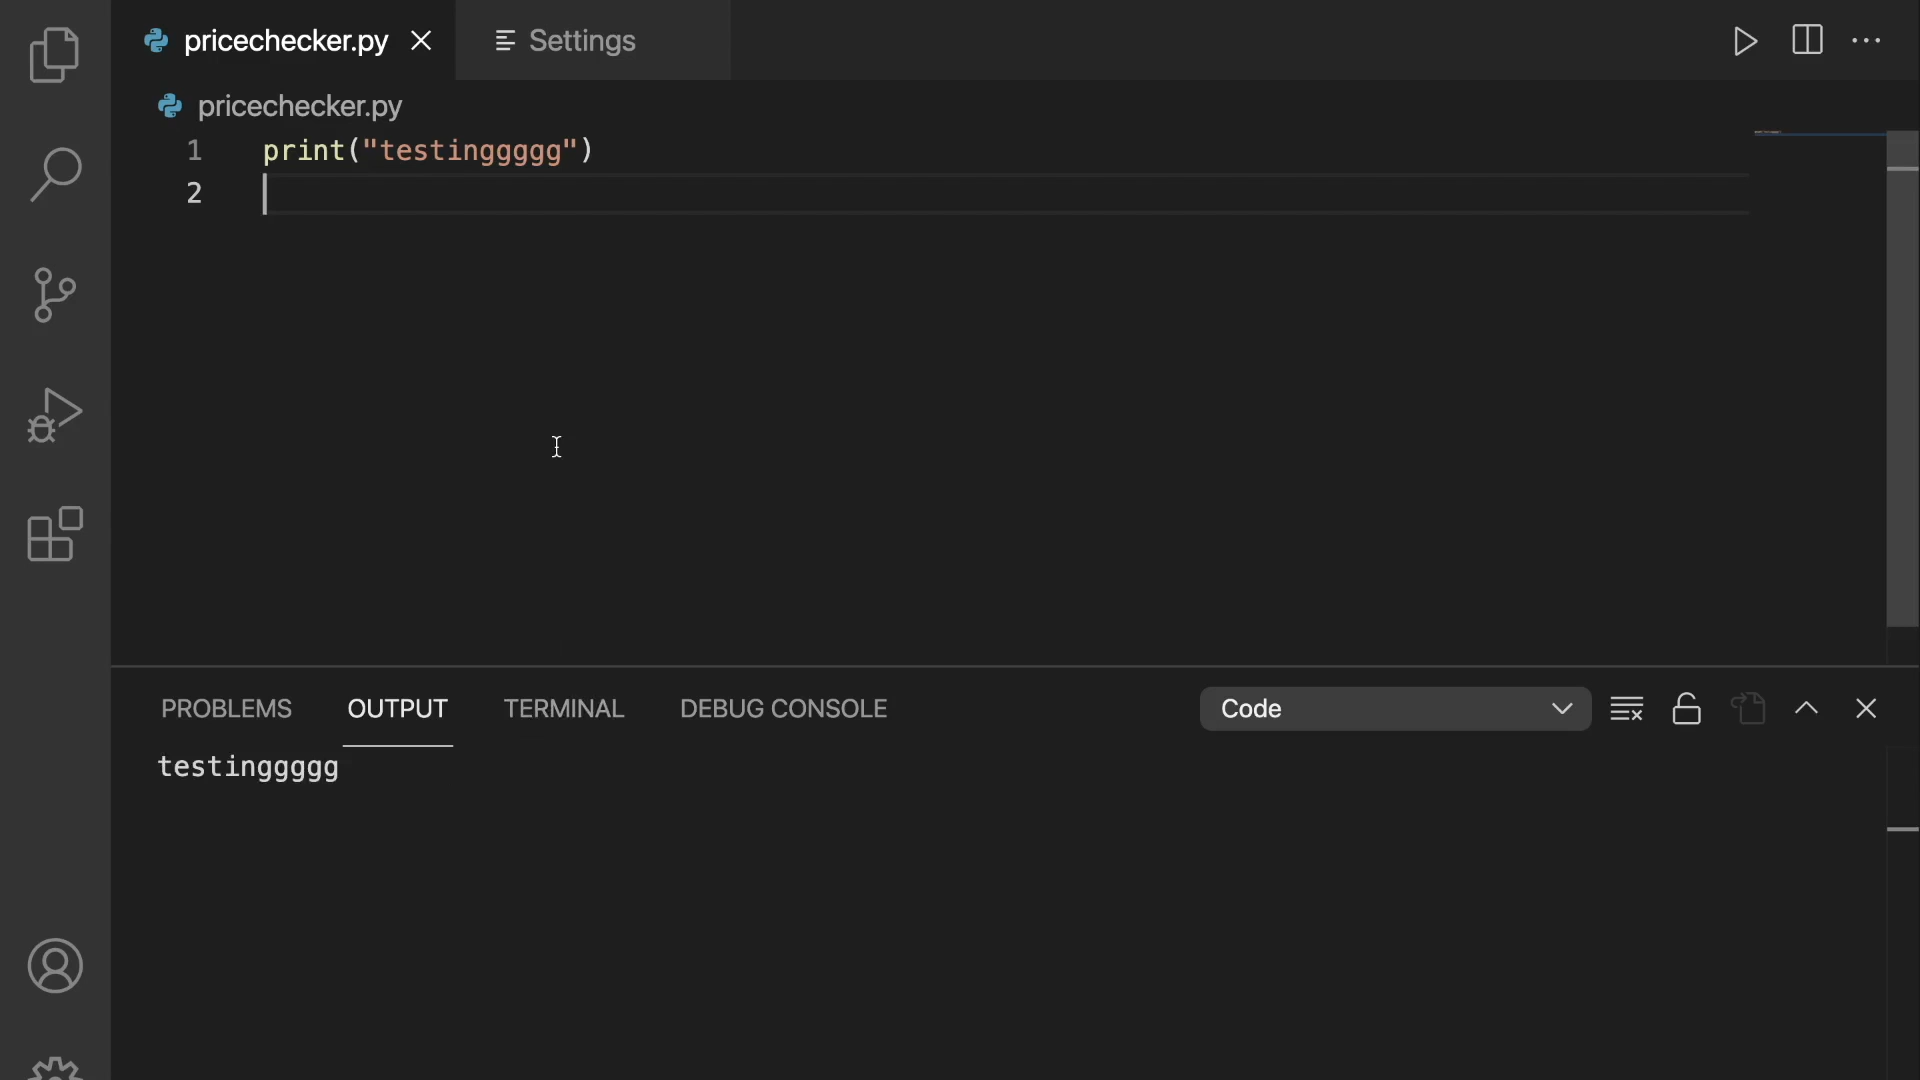 pricechecker.py
Settings
pricechecker.py
1 print("testinggggg")
2
PROBLEMS OUTPUT TERMINAL DEBUG CONSOLE Code
testinggggg